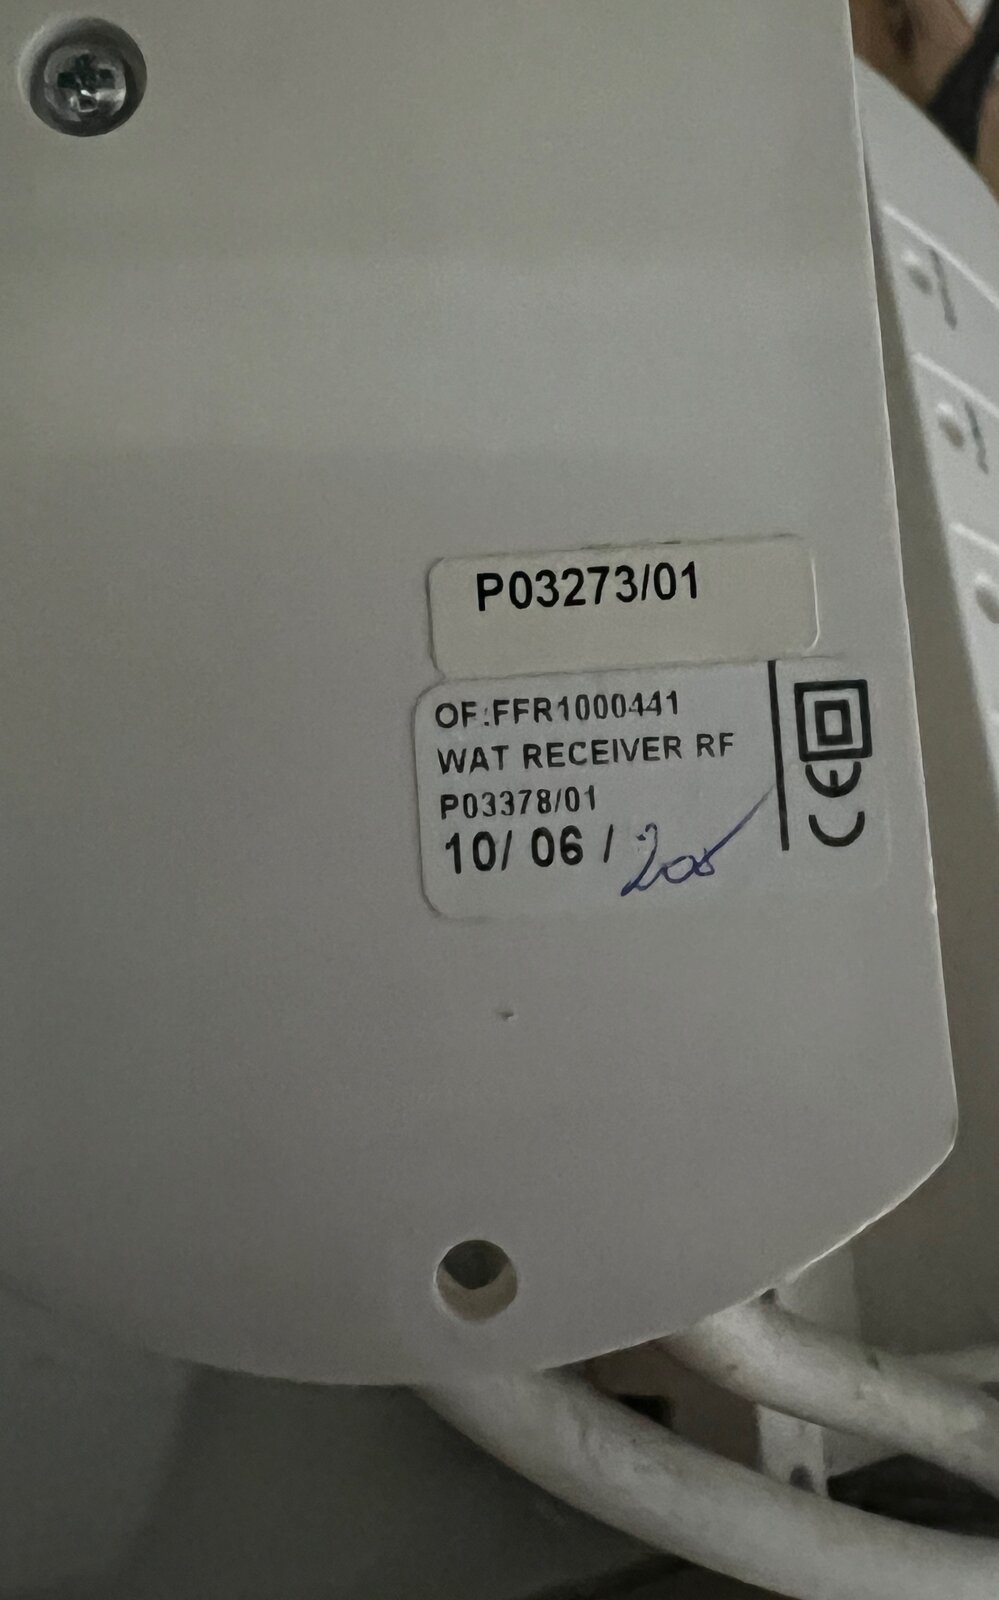 P03273/01
OF:FFR1000441
WAT RECEIVER RF
P03378/01
10/ 06 /
CE